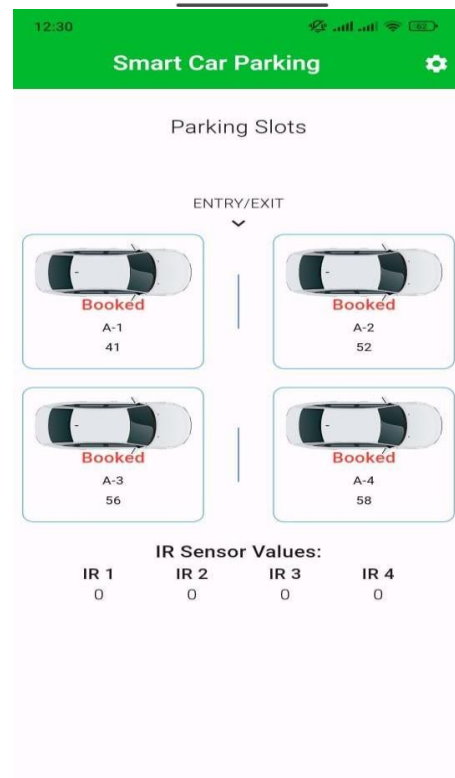 12:30 62
Smart Car Parking
Parking Slots
ENTRY/EXIT
Booked Booked
A-1 A-2
41 52
Booked Booked
A-3 A-4
56 58
IR Sensor Values:
IR 1 IR 2 IR 3 IR 4
0 0 0 0